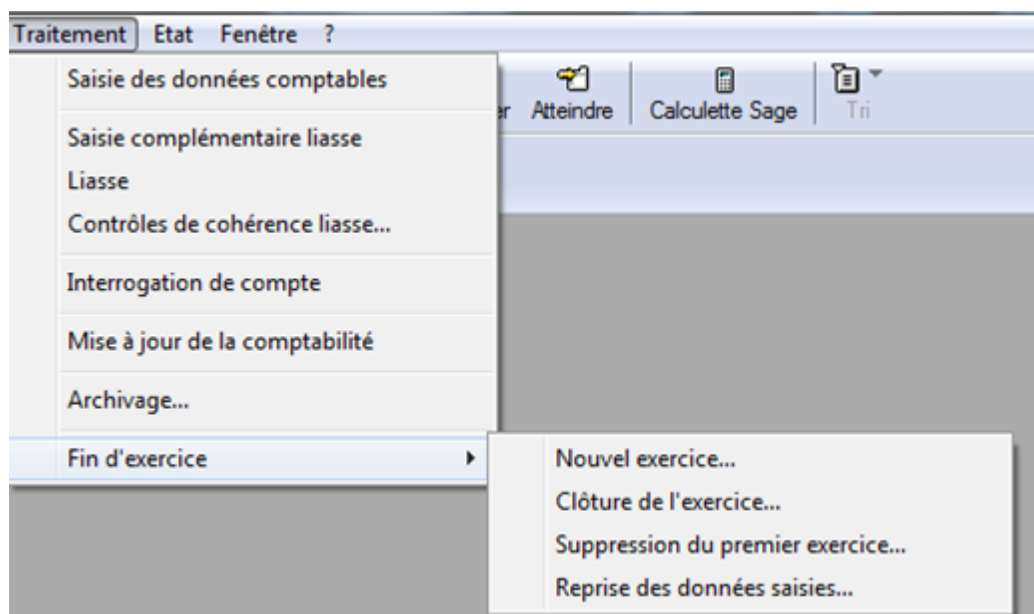 Traitement Etat Fenêtre ?
Saisie des données comptables
Atteindre Calculette Sage Tri
Saisie complémentaire liasse
Liasse
Contrôles de cohérence liasse...
Interrogation de compte
Mise à jour de la comptabilité
Archivage...
Fin d'exercice
Nouvel exercice...
Clôture de l'exercice...
Suppression du premier exercice...
Reprise des données saisies...